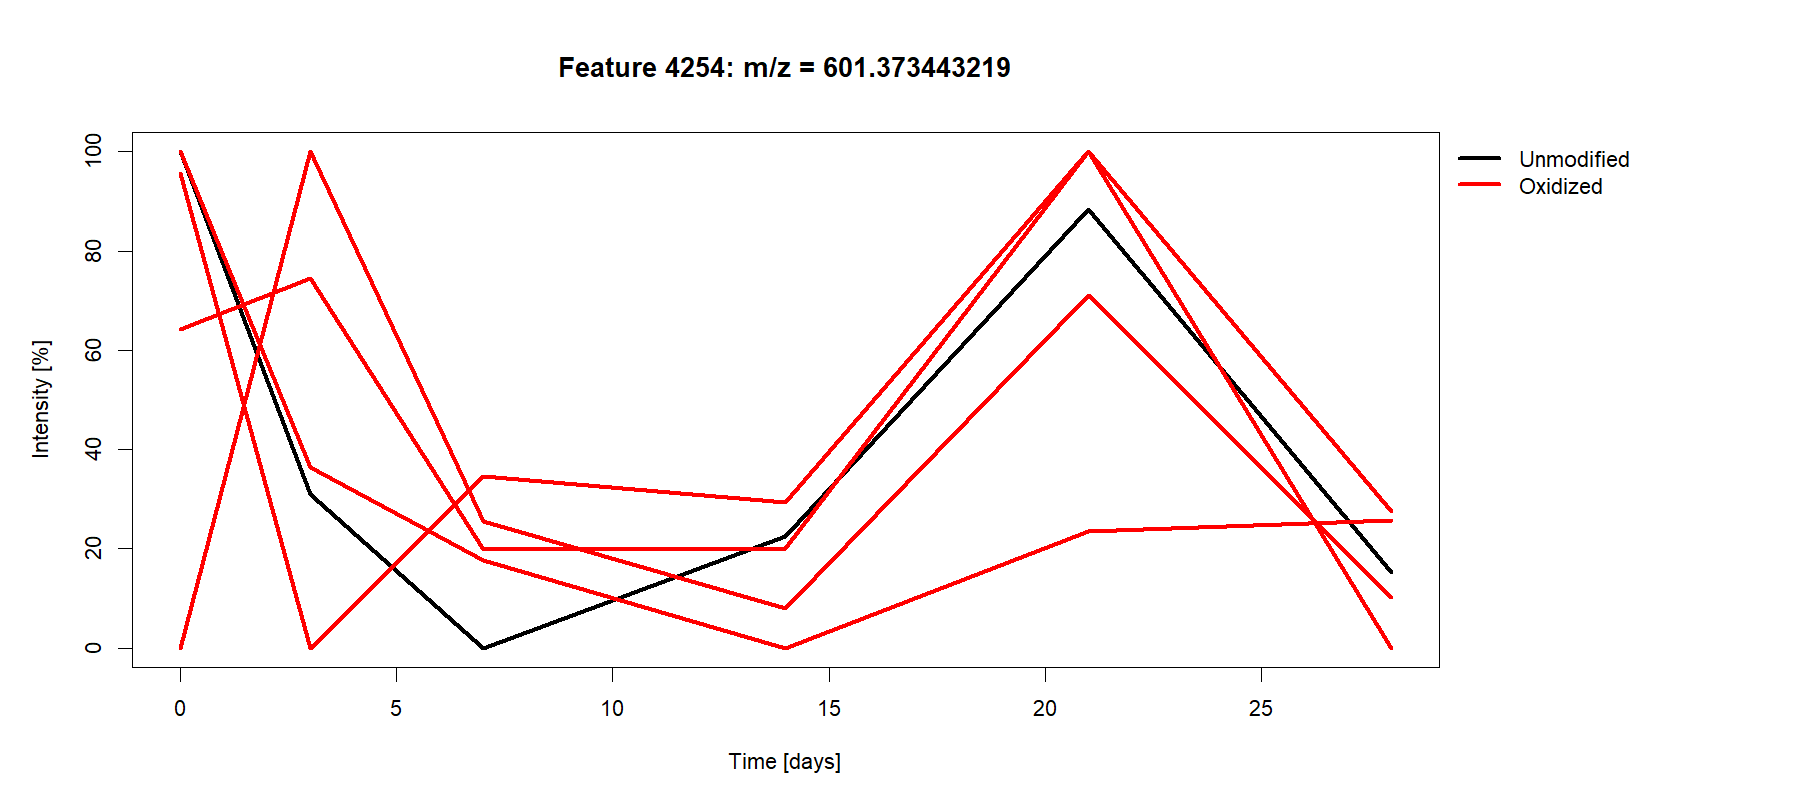 Feature 4254: m/z = 601.373443219
Unmodified
Oxidized
Intensity [%]
100
80
60
40
20
0
0 5 10 15 20 25
Time [days]